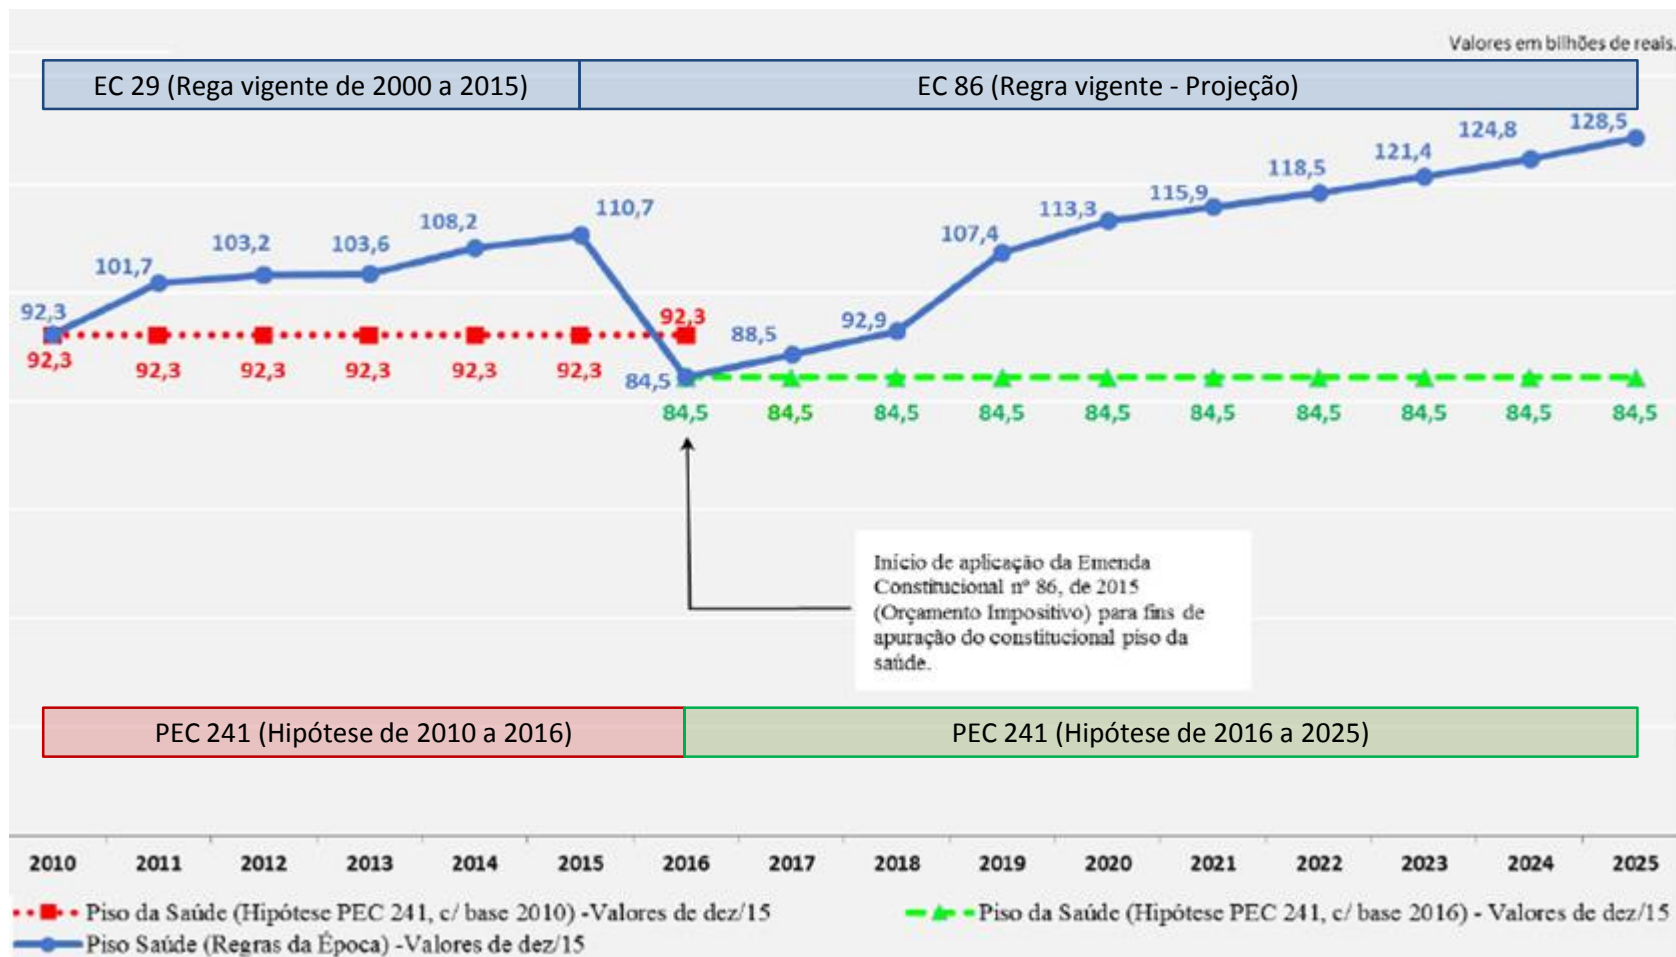 Valores em bilhões de reais.
EC 29 (Rega vigente de 2000 a 2015)
EC 86 (Regra vigente - Projeção)
92,3
101,7
103,2
103,6
108,2
110,7
84,5
88,5
92,9
107,4
113,3
115,9
118,5
121,4
124,8
128,5
92,3
92,3
92,3
92,3
92,3
92,3
92,3
84,5
84,5
84,5
84,5
84,5
84,5
84,5
84,5
84,5
84,5
Início de aplicação da Emenda
Constitucional nº 86, de 2015
(Orçamento Impositivo) para fins de
apuração do constitucional piso da
saúde.
PEC 241 (Hipótese de 2010 a 2016)
PEC 241 (Hipótese de 2016 a 2025)
2010 2011 2012 2013 2014 2015 2016 2017 2018 2019 2020 2021 2022 2023 2024 2025
Piso da Saúde (Hipótese PEC 241, c/ base 2010) -Valores de dez/15
Piso da Saúde (Hipótese PEC 241, c/ base 2016) - Valores de dez/15
Piso Saúde (Regras da Época) -Valores de dez/15